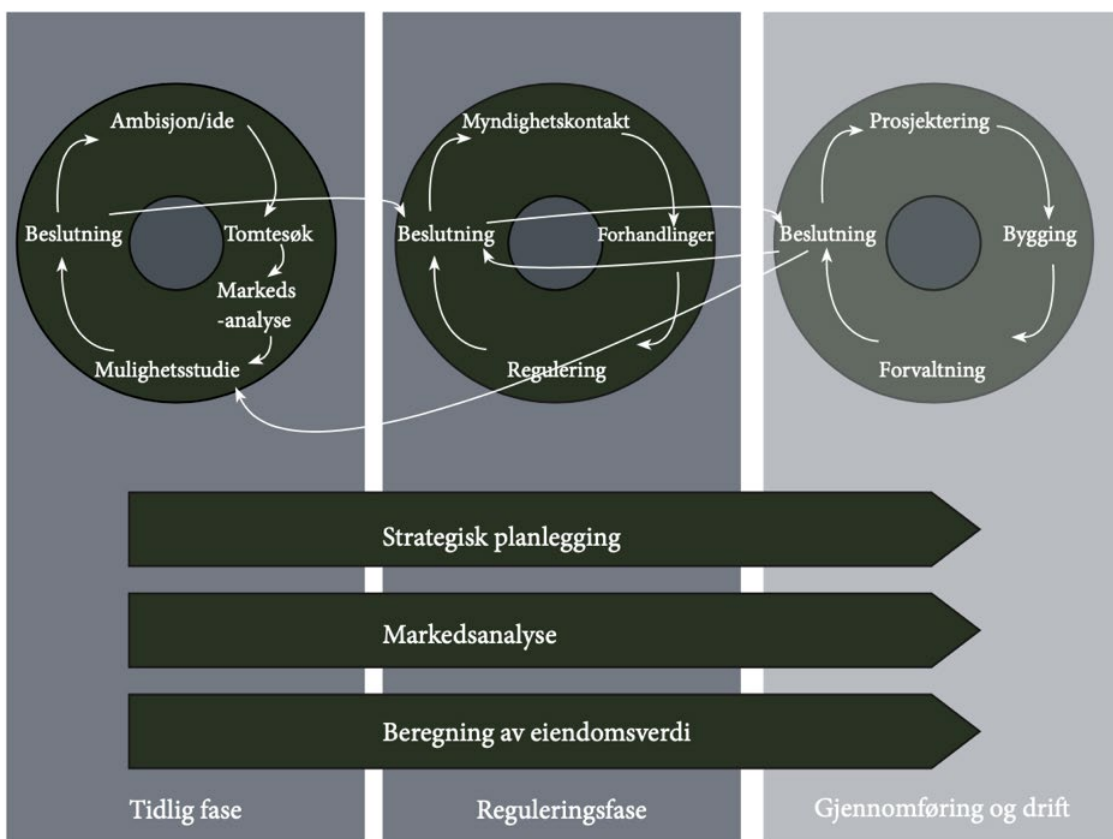 Ambisjon/ide
Beslutning
Tomtesøk
Markeds
-analyse
Mulighetsstudie
Myndighetskontakt
Beslutning
Forhandlinger
Regulering
Prosjektering
Beslutning
Bygging
Forvaltning
Strategisk planlegging
Markedsanalyse
Beregning av eiendomsverdi
Tidlig fase
Reguleringsfase
Gjennomføring og drift